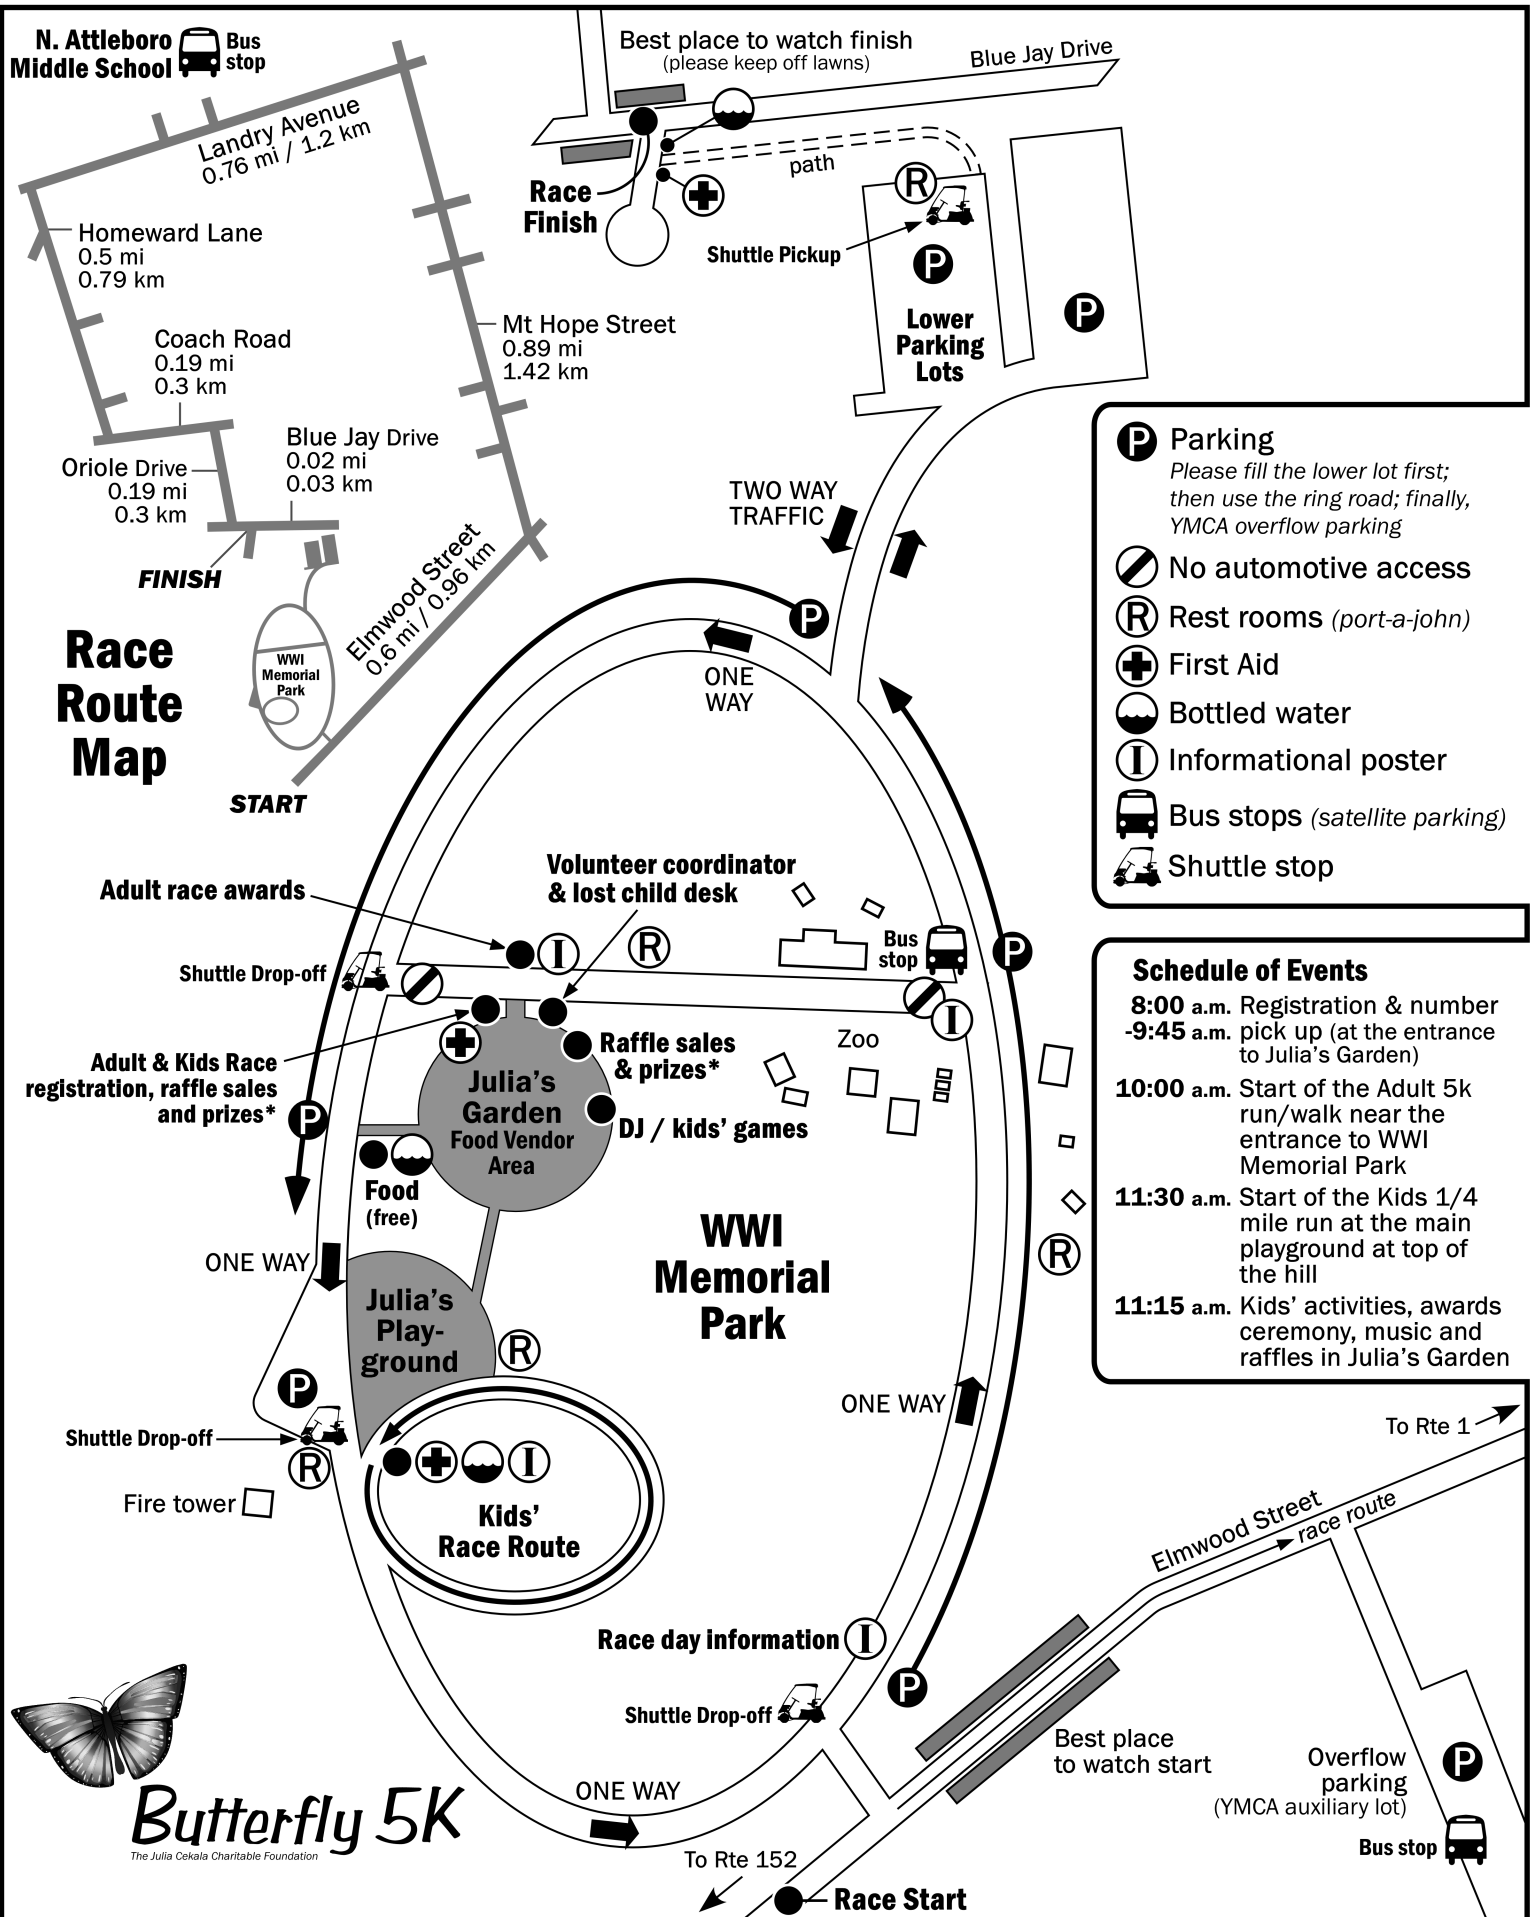 N. Attleboro
Middle School
Bus
stop
Landry Avenue
0.76 mi / 1.2 km
Homeward Lane
0.5 mi
0.79 km
Coach Road
0.19 mi
0.3 km
Mt Hope Street
0.89 mi
1.42 km
Oriole Drive
0.19 mi
0.3 km
Blue Jay Drive
0.02 mi
0.03 km
FINISH
Elmwood Street
0.6 mi / 0.96 km
WWI
Memorial
Park
START
Race
Route
Map
Best place to watch finish
(please keep off lawns)
Blue Jay Drive
path
Race
Finish
R
Shuttle Pickup
P
P
Lower
Parking
Lots
TWO WAY
TRAFFIC
P
ONE
WAY
P Parking
Please fill the lower lot first;
then use the ring road; finally,
YMCA overflow parking
No automotive access
R Rest rooms (port-a-john)
First Aid
Bottled water
I Informational poster
Bus stops (satellite parking)
Shuttle stop
Adult race awards
Volunteer coordinator
& lost child desk
I
R
Bus
stop
P
Shuttle Drop-off
I
Zoo
Adult & Kids Race
registration, raffle sales
and prizes*
Raffle sales
& prizes*
Julia's
Garden
Food Vendor
Area
DJ / kids' games
P
Food
(free)
ONE WAY
WWI
Memorial
Park
R
Julia's
Play-
ground
R
P
Shuttle Drop-off
R
Fire tower
I
Kids'
Race Route
ONE WAY
Schedule of Events
8:00 a.m. Registration & number
-9:45 a.m. pick up (at the entrance
to Julia's Garden)
10:00 a.m. Start of the Adult 5k
run/walk near the
entrance to WWI
Memorial Park
11:30 a.m. Start of the Kids 1/4
mile run at the main
playground at top of
the hill
11:15 a.m. Kids' activities, awards
ceremony, music and
raffles in Julia's Garden
To Rte 1
Elmwood Street
race route
Race day information I
P
Shuttle Drop-off
Best place
to watch start
Overflow
parking
(YMCA auxiliary lot)
P
Bus stop
ONE WAY
Butterfly 5K
The Julia Cekala Charitable Foundation
To Rte 152
Race Start